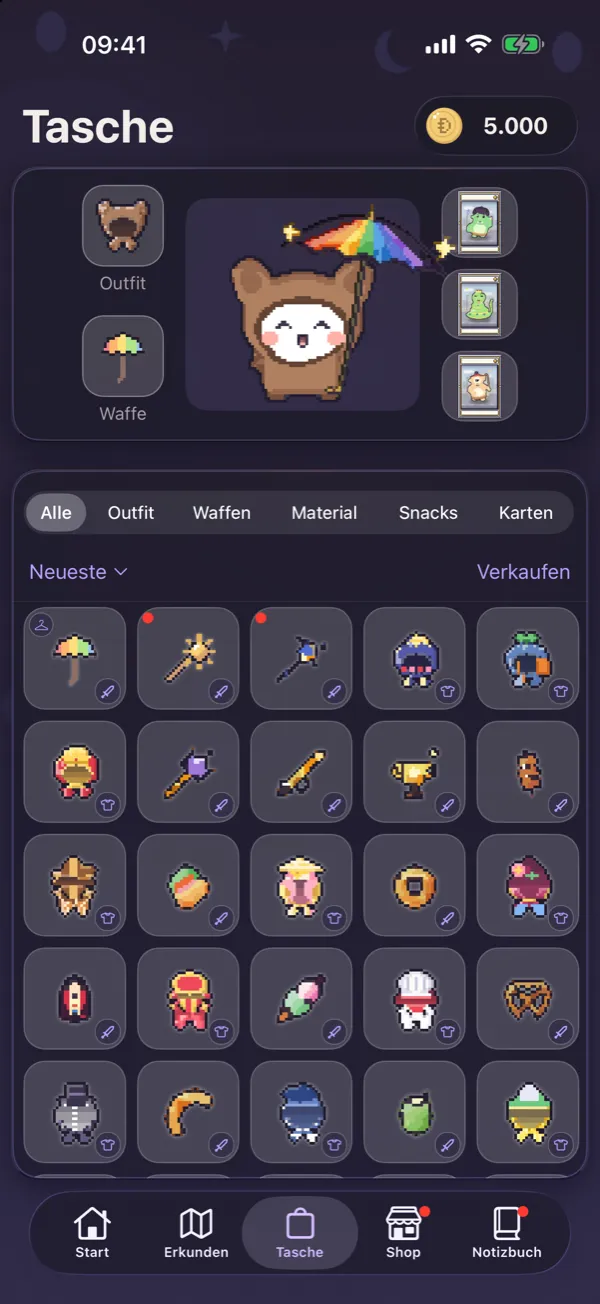 09:41
Tasche
5.000
Outfit
Waffe
Alle Outfit Waffen Material Snacks Karten
Neueste Verkaufen
Start Erkunden Tasche Shop Notizbuch